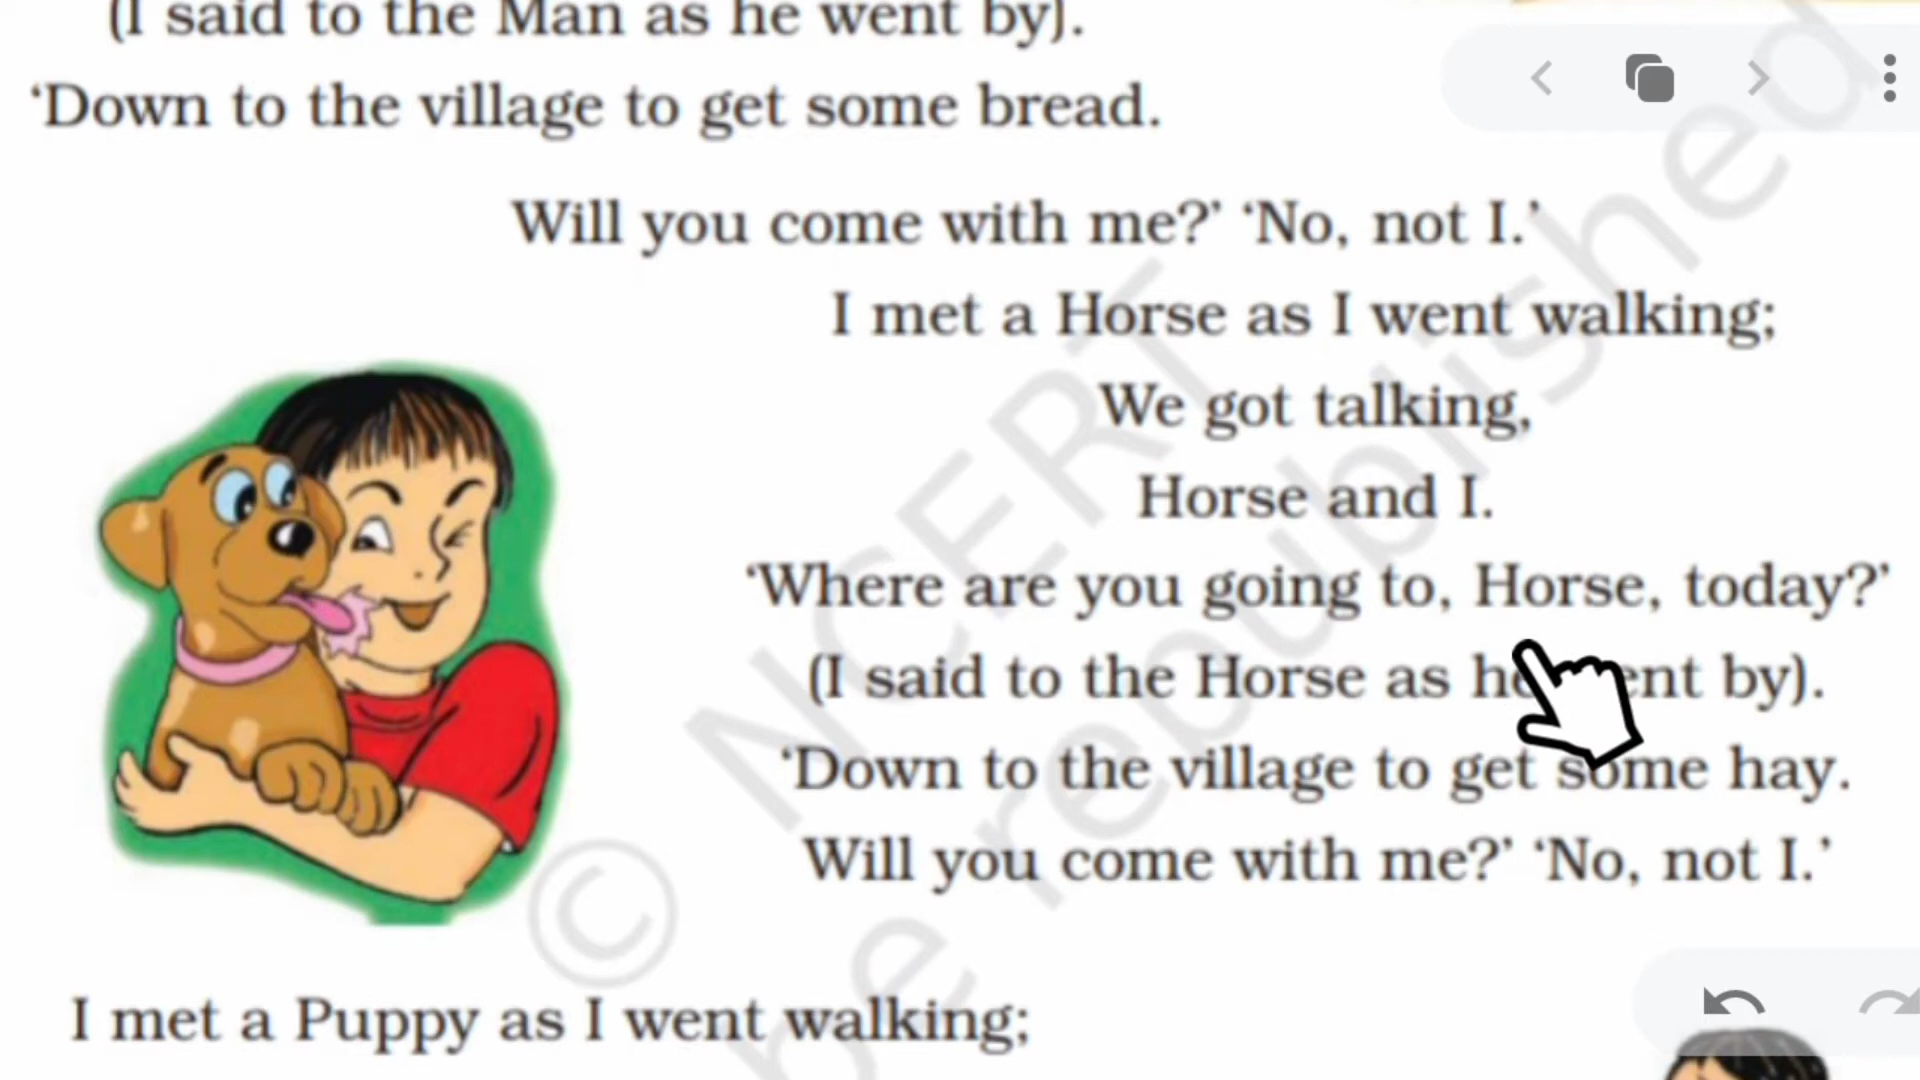 (I said to the Man as he went by).
‘Down to the village to get some bread.
Will you come with me?’ ‘No, not I.’
I met a Horse as I went walking;
We got talking,
Horse and I.
‘Where are you going to, Horse, today?’
(I said to the Horse as he went by).
‘Down to the village to get some hay.
Will you come with me?’ ‘No, not I.’
I met a Puppy as I went walking;
© NCERT
be republished